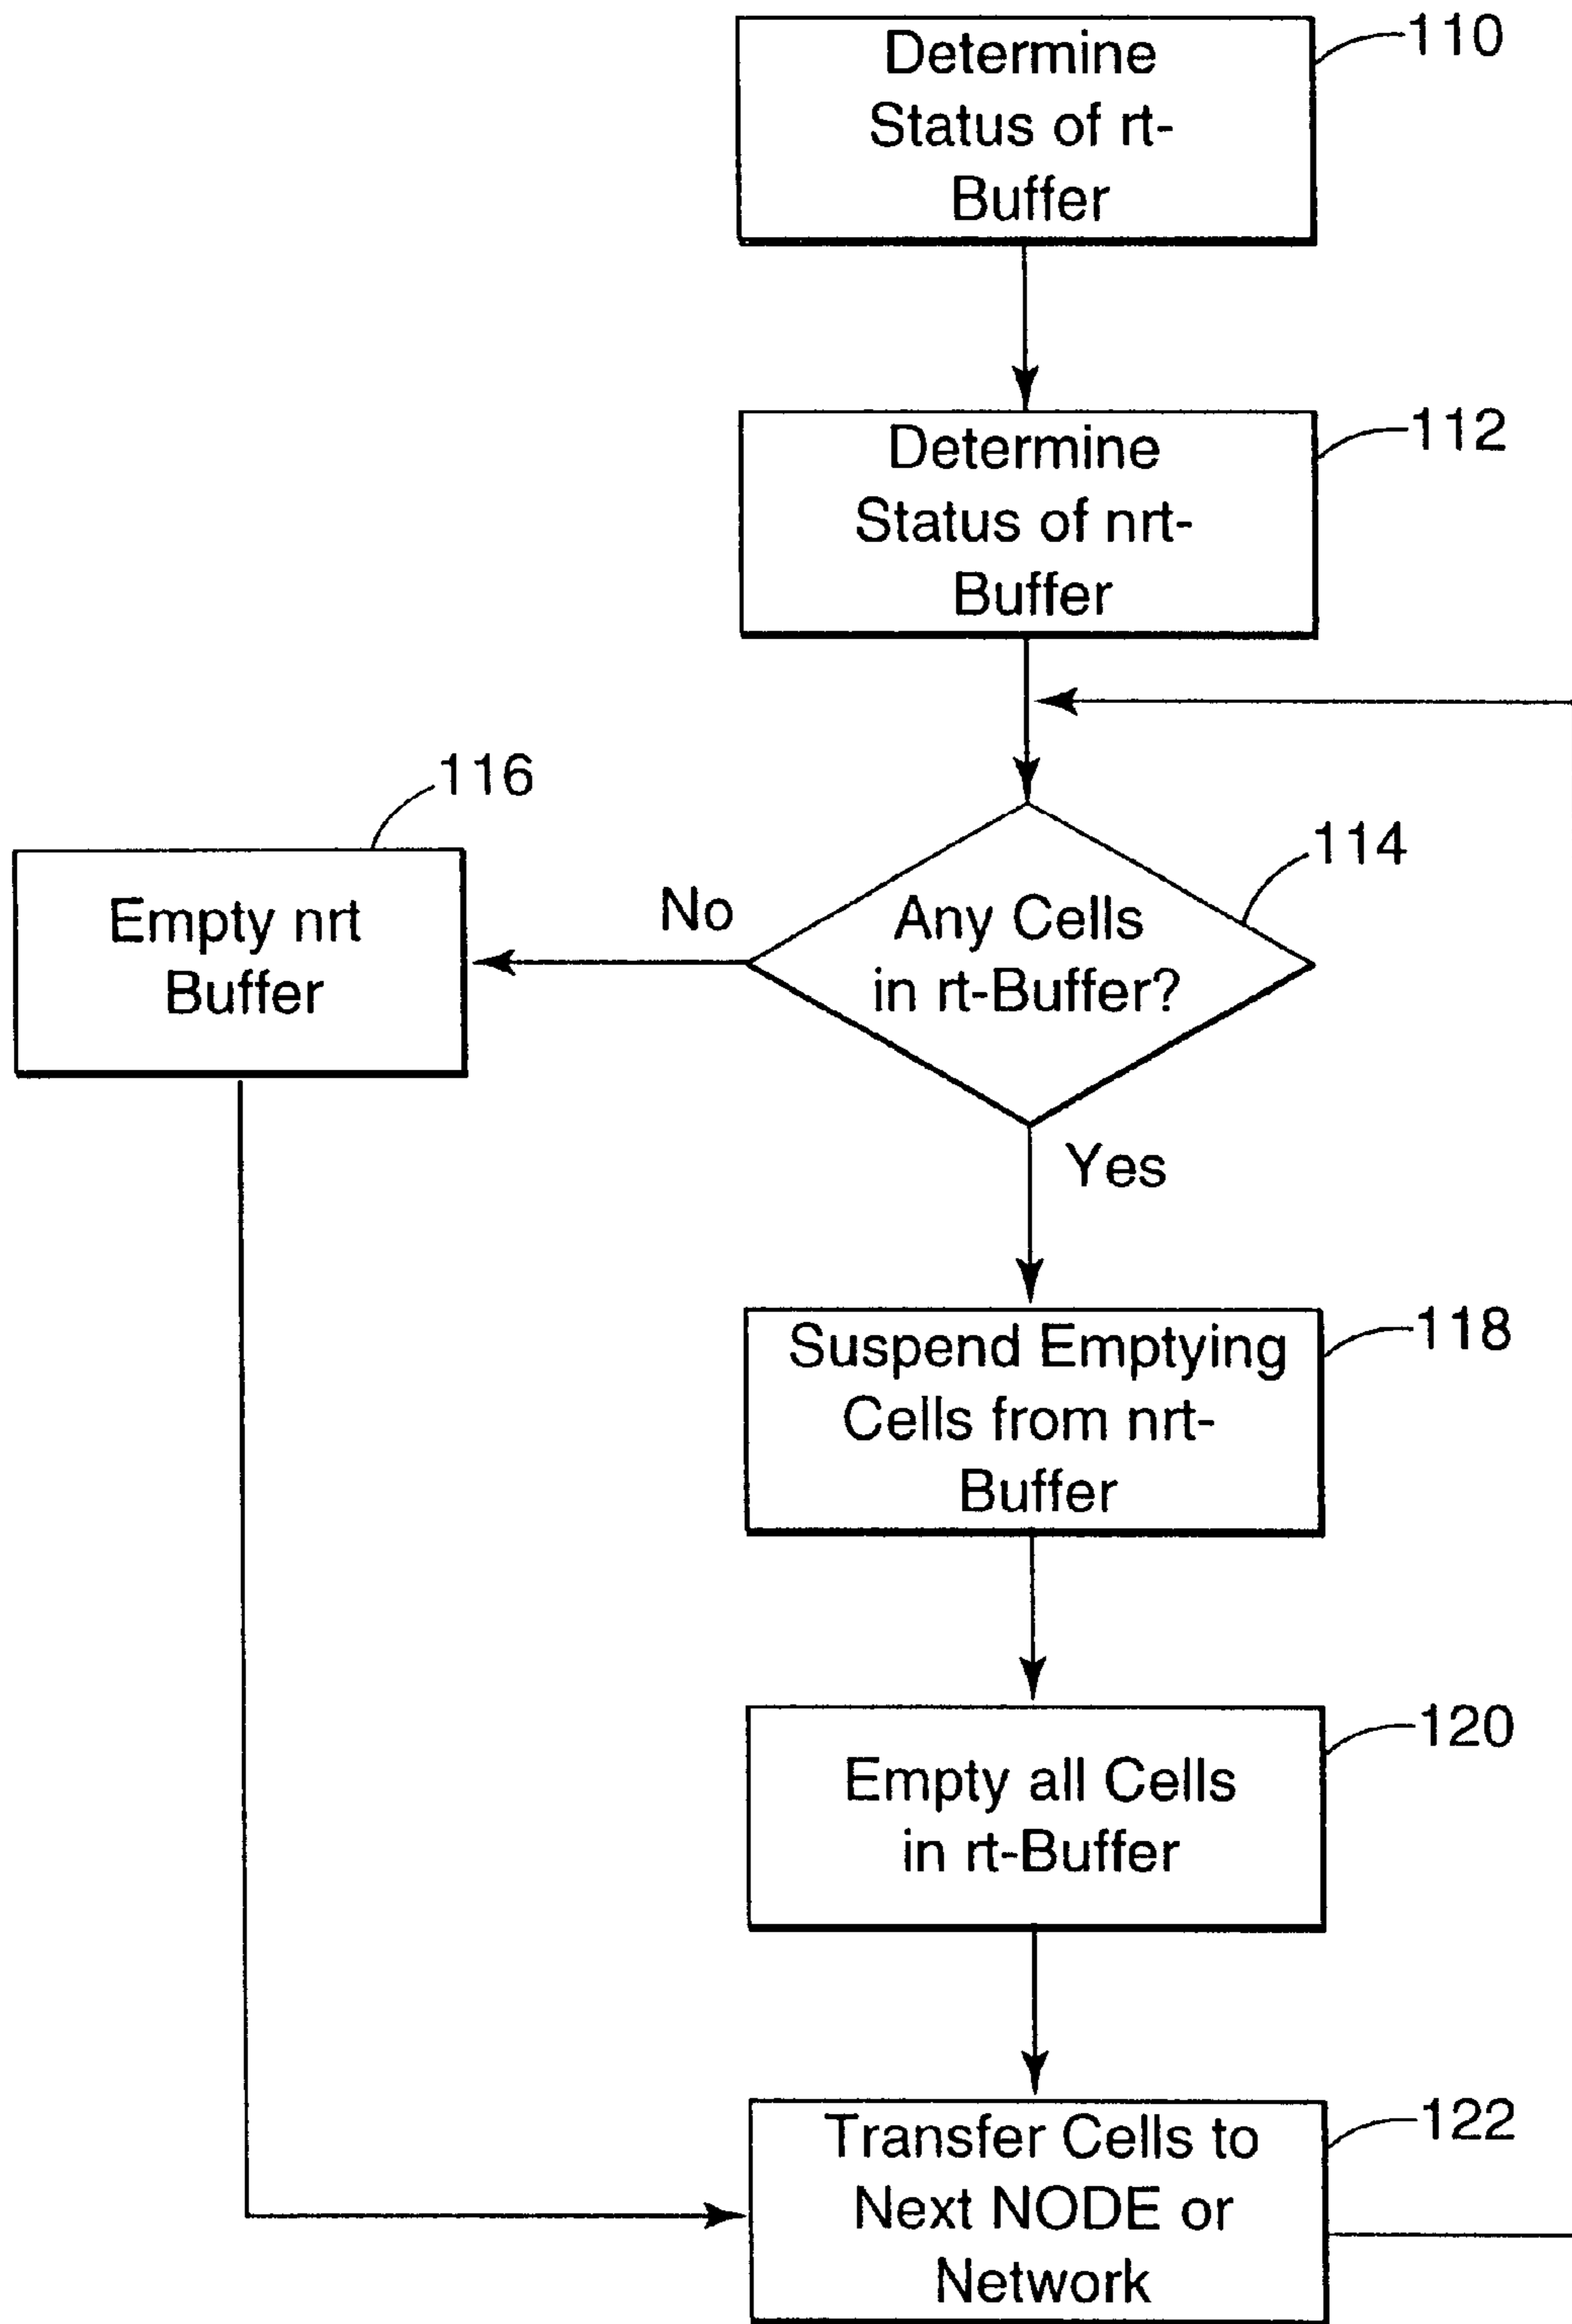 Determine
Status of rt-
Buffer
110
Determine
Status of nrt-
Buffer
112
116
Empty nrt
Buffer
No
Any Cells
in rt-Buffer?
114
Yes
Suspend Emptying
Cells from nrt-
Buffer
118
Empty all Cells
in rt-Buffer
120
Transfer Cells to
Next NODE or
Network
122